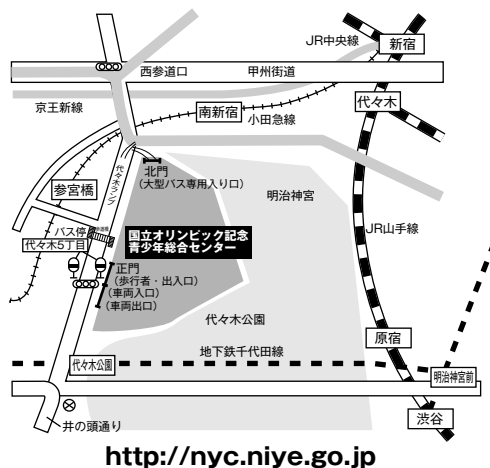 JR中央線
新宿
西参道口
甲州街道
京王新線
南新宿
小田急線
代々木
代々木ランプ
北門
（大型バス専用入り口）
参宮橋
明治神宮
バス停
代々木5丁目
歩道橋
国立オリンピック記念
青少年総合センター
JR山手線
正門
（歩行者・出入口）
（車両入口）
（車両出口）
代々木公園
原宿
地下鉄千代田線
代々木公園
明治神宮前
渋谷
井の頭通り
http://nyc.niye.go.jp